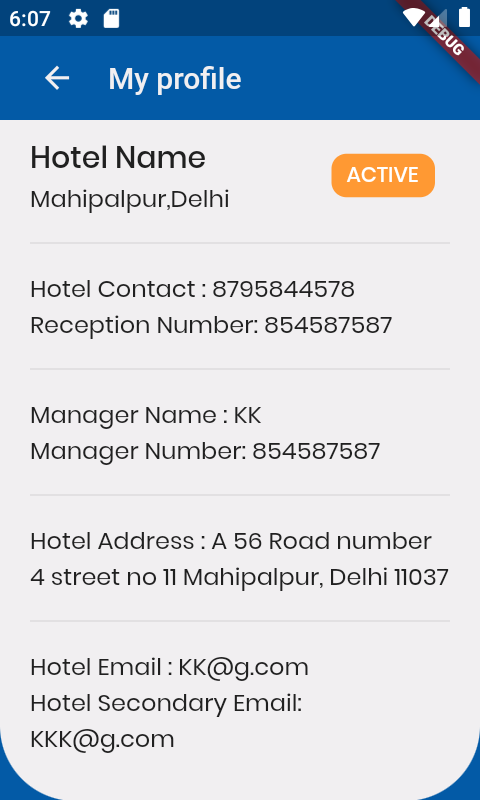 6:07
DEBUG
My profile
Hotel Name
ACTIVE
Mahipalpur,Delhi
Hotel Contact : 8795844578
Reception Number: 854587587
Manager Name : KK
Manager Number: 854587587
Hotel Address : A 56 Road number
4 street no 11 Mahipalpur, Delhi 11037
Hotel Email : KK@g.com
Hotel Secondary Email:
KKK@g.com